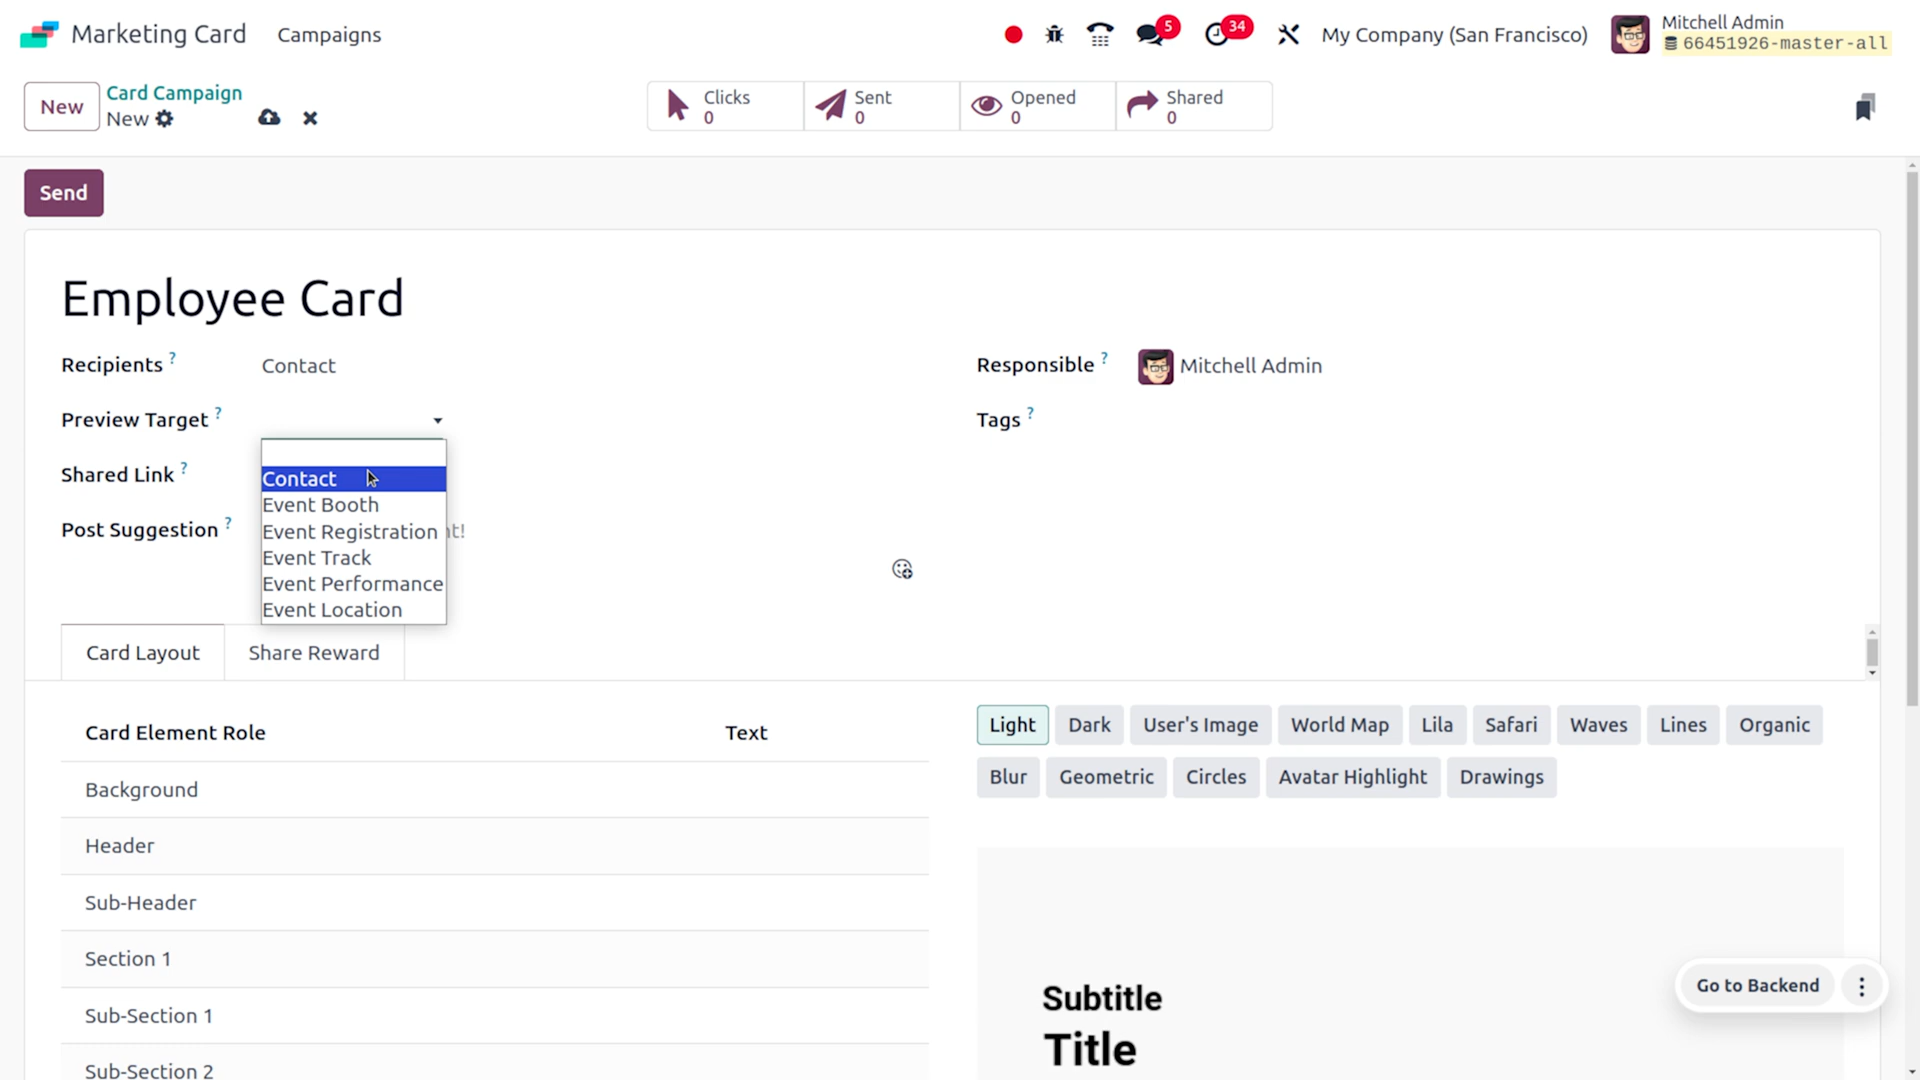 Marketing Card
Campaigns
5
34
My Company (San Francisco)
Mitchell Admin
66451926-master-all
New
Card Campaign
New
Clicks
0
Sent
0
Opened
0
Shared
0
Send
Employee Card
Recipients ?
Contact
Responsible ?
Mitchell Admin
Preview Target ?
Tags ?
Shared Link ?
Contact
Event Booth
Post Suggestion ?
Event Registration
nt!
Event Track
Event Performance
Event Location
Card Layout
Share Reward
Card Element Role
Text
Background
Header
Sub-Header
Section 1
Sub-Section 1
Sub-Section 2
Light
Dark
User's Image
World Map
Lila
Safari
Waves
Lines
Organic
Blur
Geometric
Circles
Avatar Highlight
Drawings
Subtitle
Title
Go to Backend